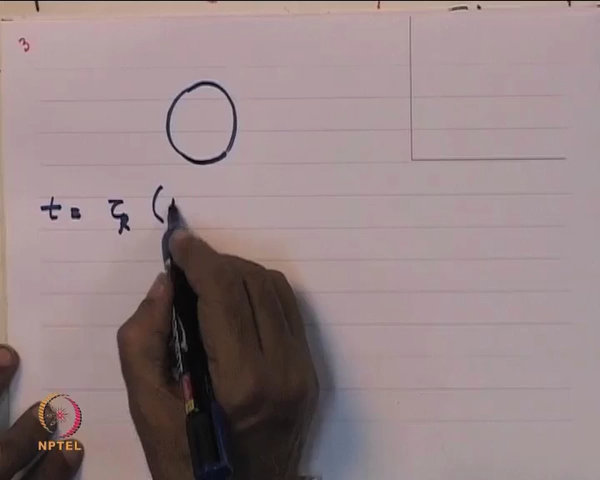 3
t = τ_R (
NPTEL